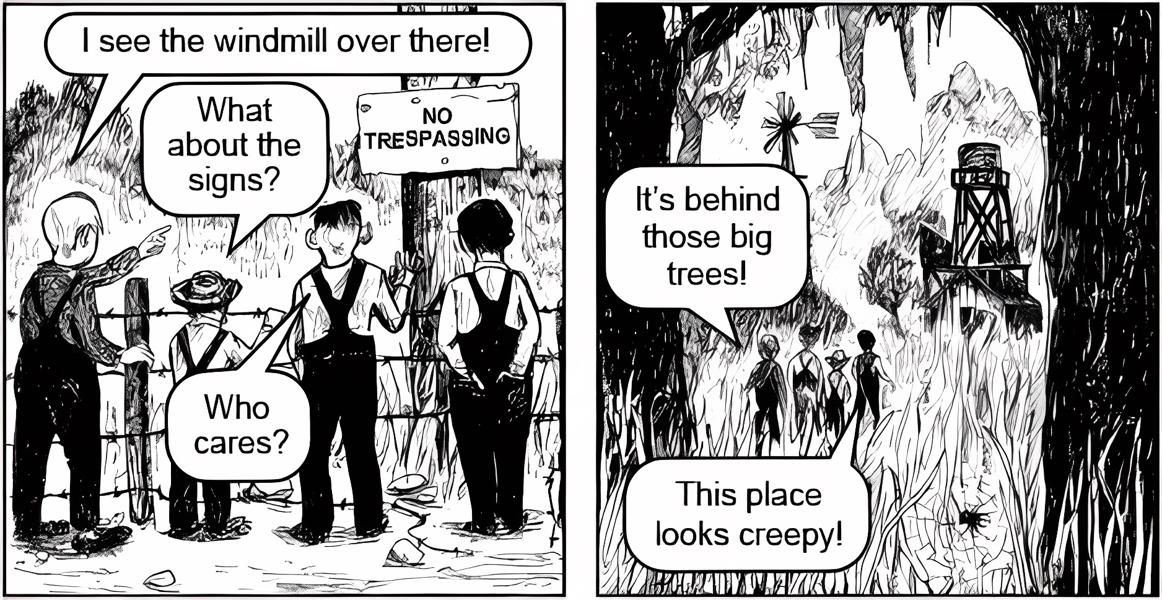 I see the windmill over there!
What
about the
signs?
NO
TRESPASSING
Who
cares?
It's behind
those big
trees!
This place
looks creepy!